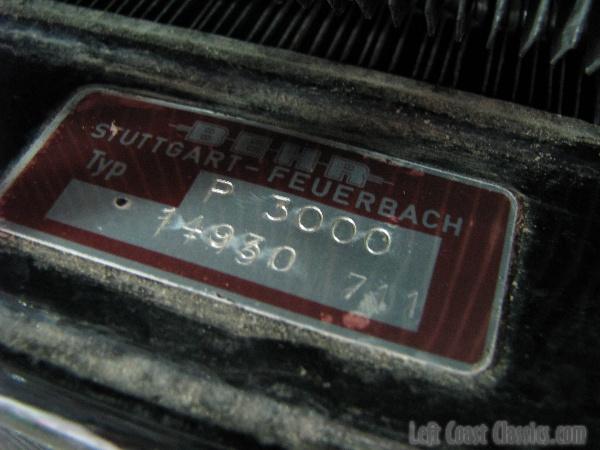 BEHR
STUTTGART-FEUERBACH
Typ P 3000
14930 711
Left Coast Classics.com